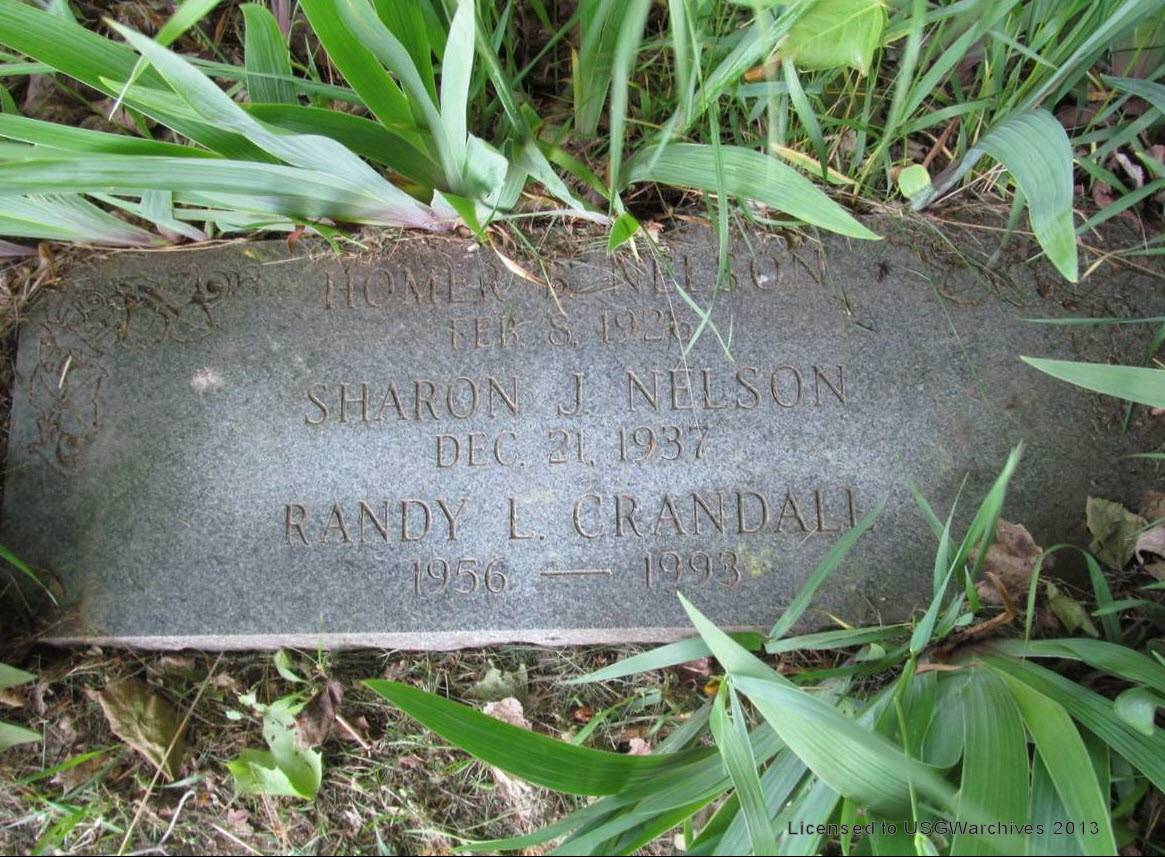 HOMER NELSON
FEB. 8, 1926
SHARON J. NELSON
DEC. 21, 1937
RANDY L. CRANDALL
1956 — 1993
Licensed to USGWarchives 2013